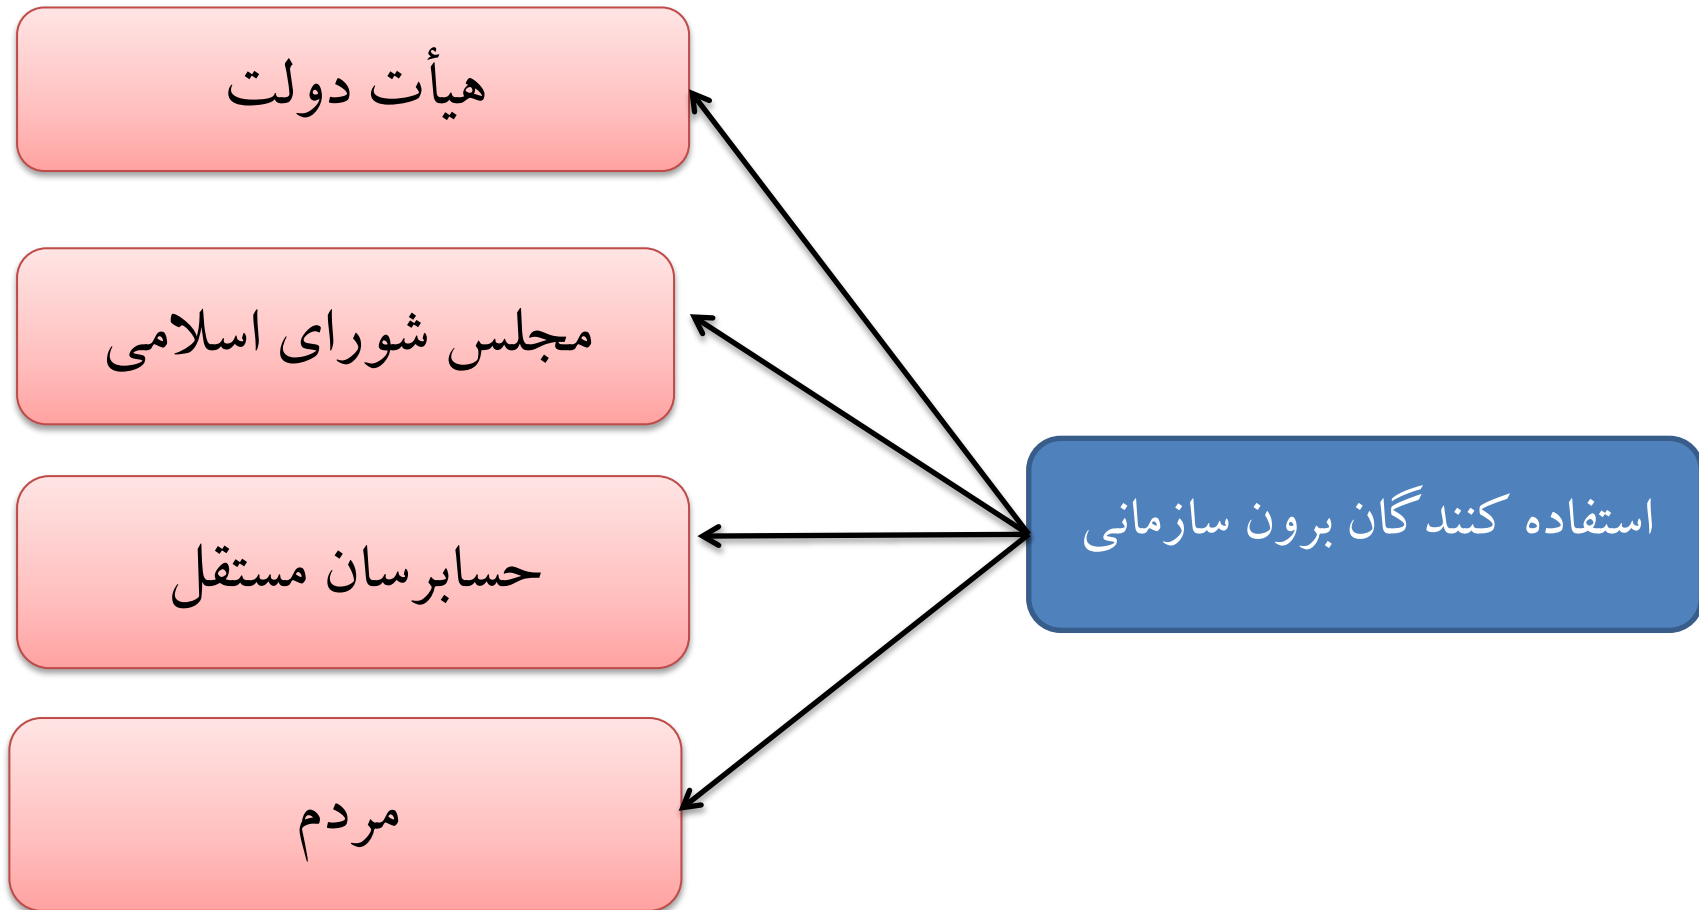 هیأت دولت
مجلس شورای اسلامی
استفاده کنندگان برون سازمانی
حسابرسان مستقل
مردم